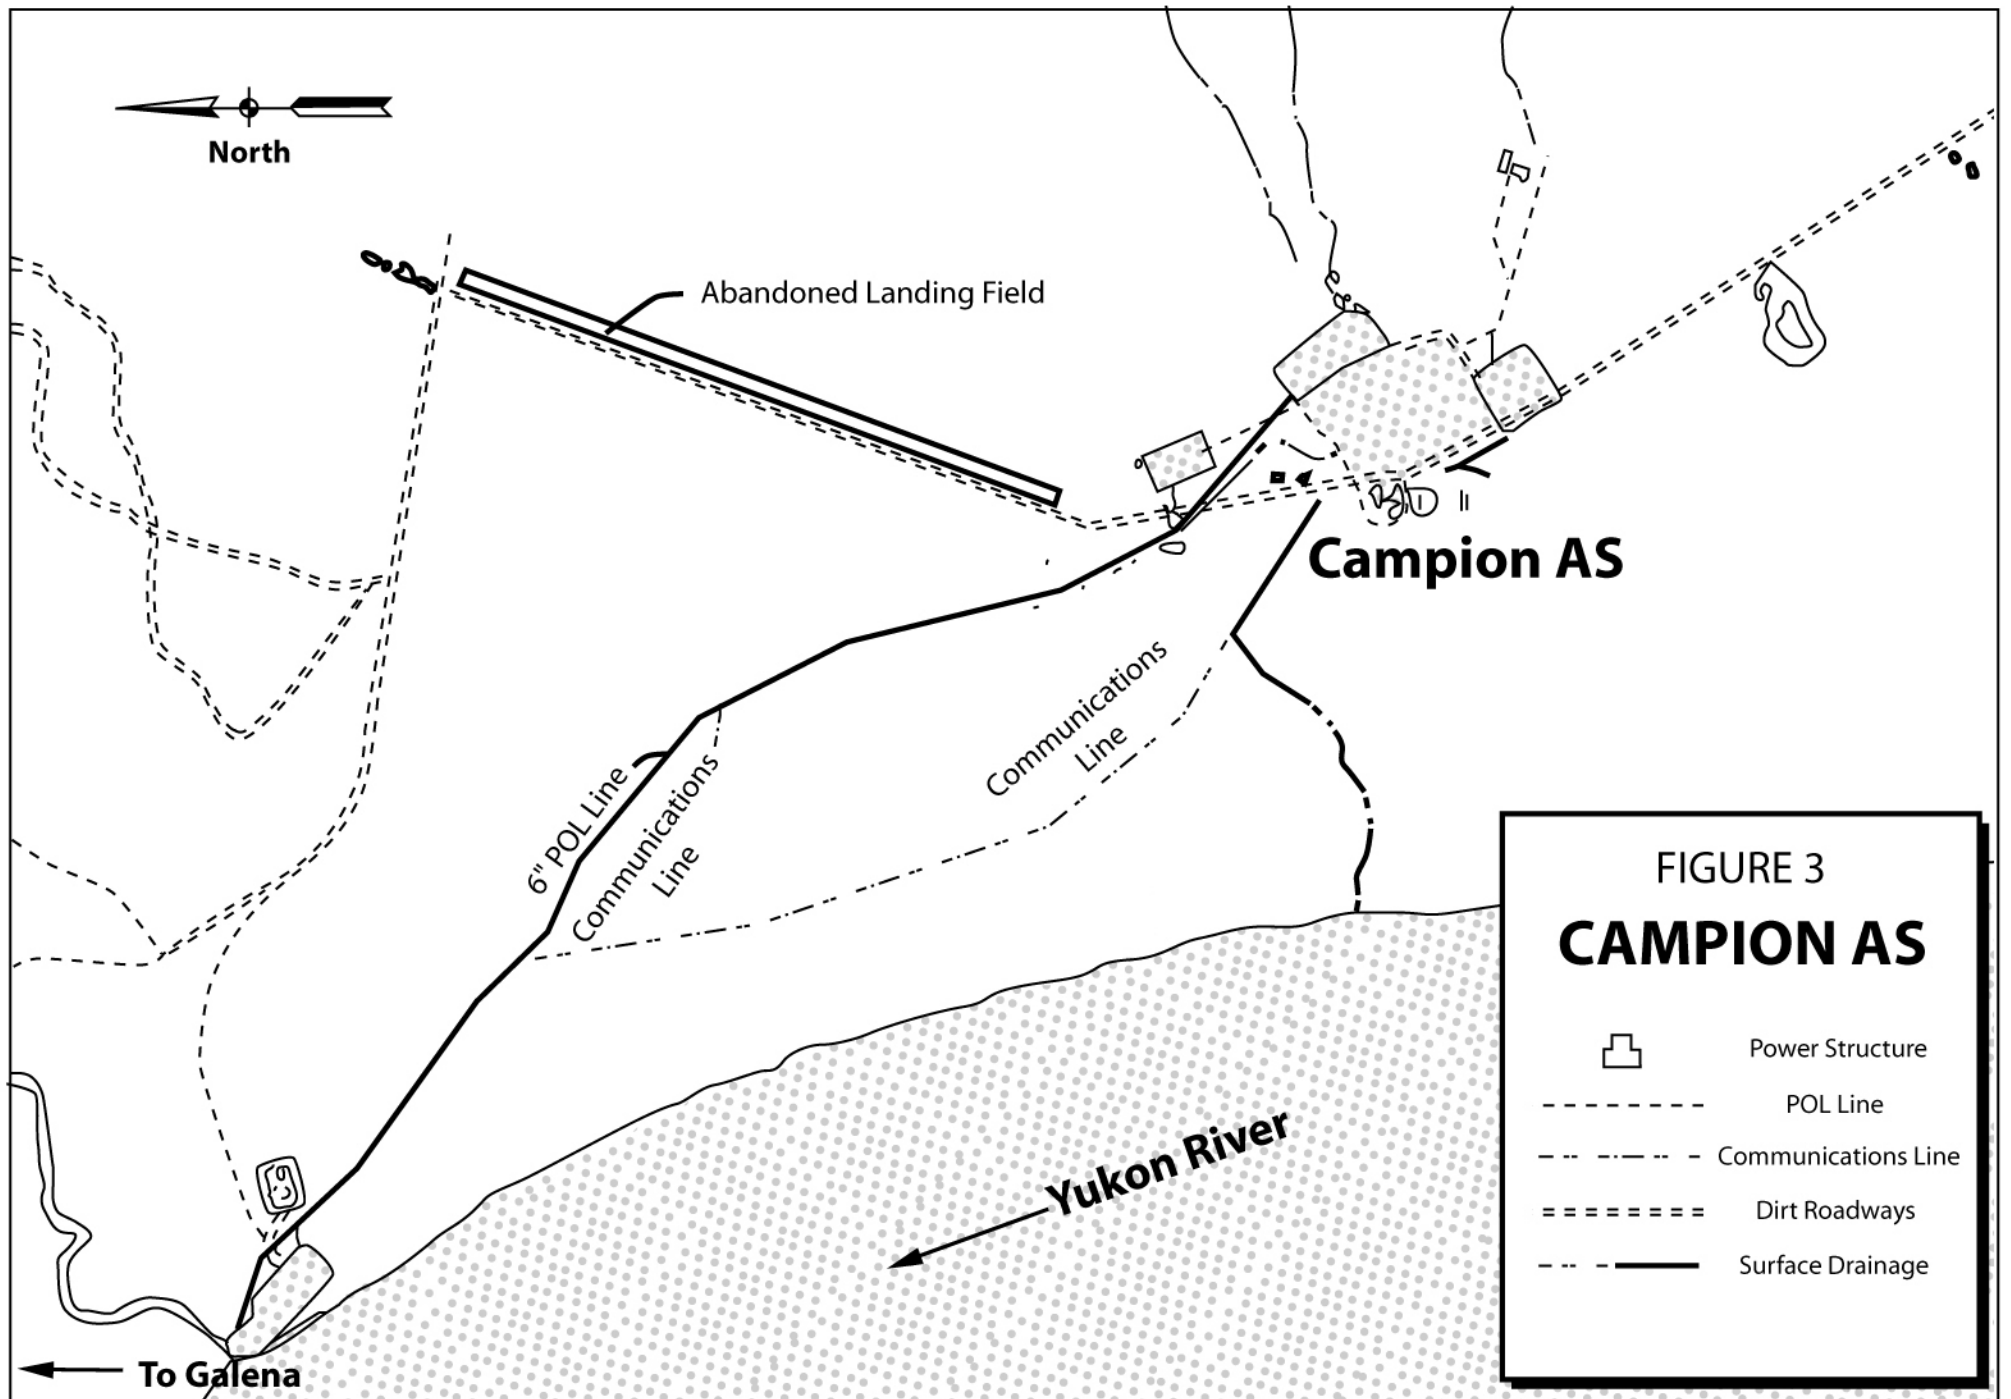 North
Abandoned Landing Field
Campion AS
Communications
Line
6" POL Line
Communications
Line
Yukon River
To Galena
FIGURE 3
CAMPION AS
Power Structure
POL Line
Communications Line
Dirt Roadways
Surface Drainage